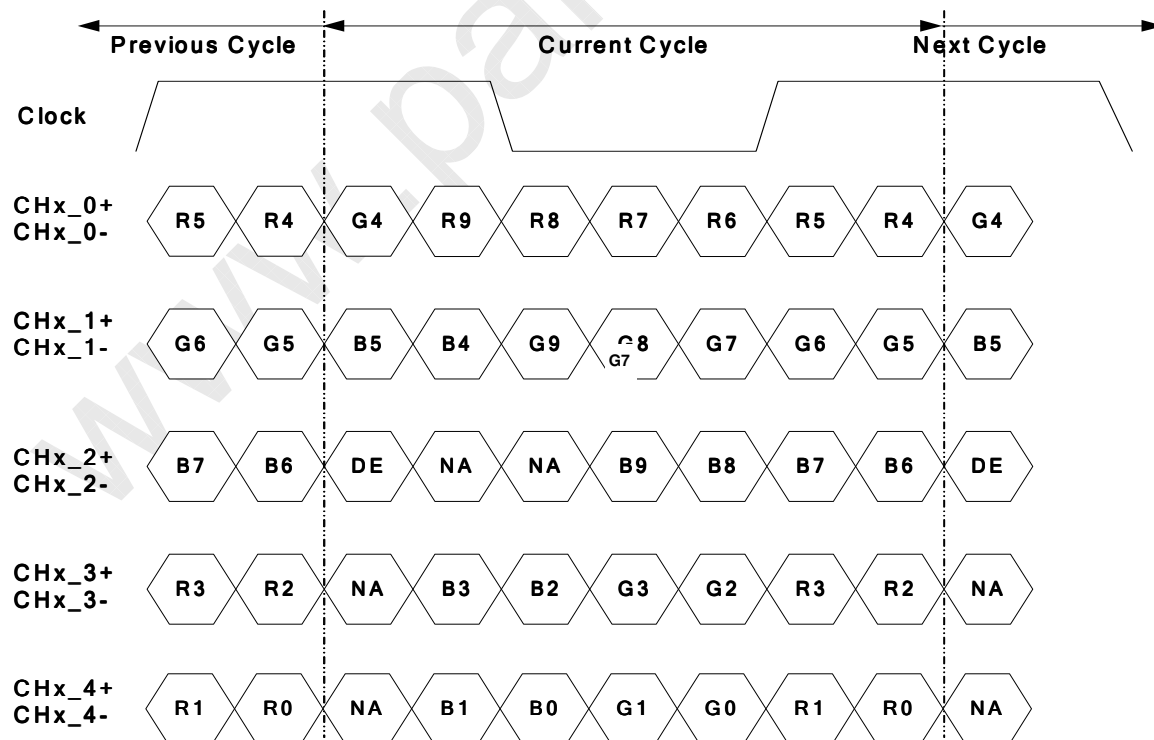 Previous Cycle Current Cycle Next Cycle
Clock
CHx_0+
CHx_0-
R5 R4 G4 R9 R8 R7 R6 R5 R4 G4
CHx_1+
CHx_1-
G6 G5 B5 B4 G9 G8 G7 G6 G5 B5
G7
CHx_2+
CHx_2-
B7 B6 DE NA NA B9 B8 B7 B6 DE
CHx_3+
CHx_3-
R3 R2 NA B3 B2 G3 G2 R3 R2 NA
CHx_4+
CHx_4-
R1 R0 NA B1 B0 G1 G0 R1 R0 NA
www.pa